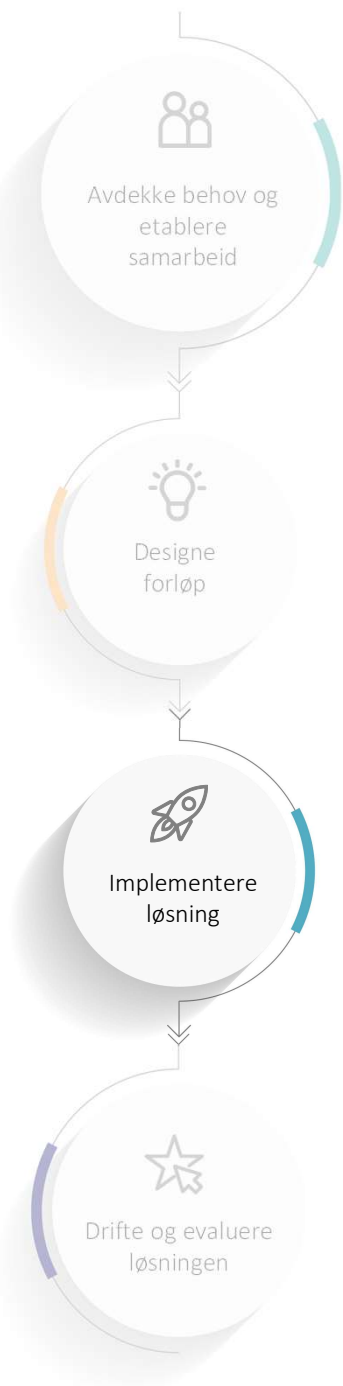 Avdekke behov og
etablere
samarbeid
Designe
forløp
Implementere
løsning
Drifte og evaluere
løsningen